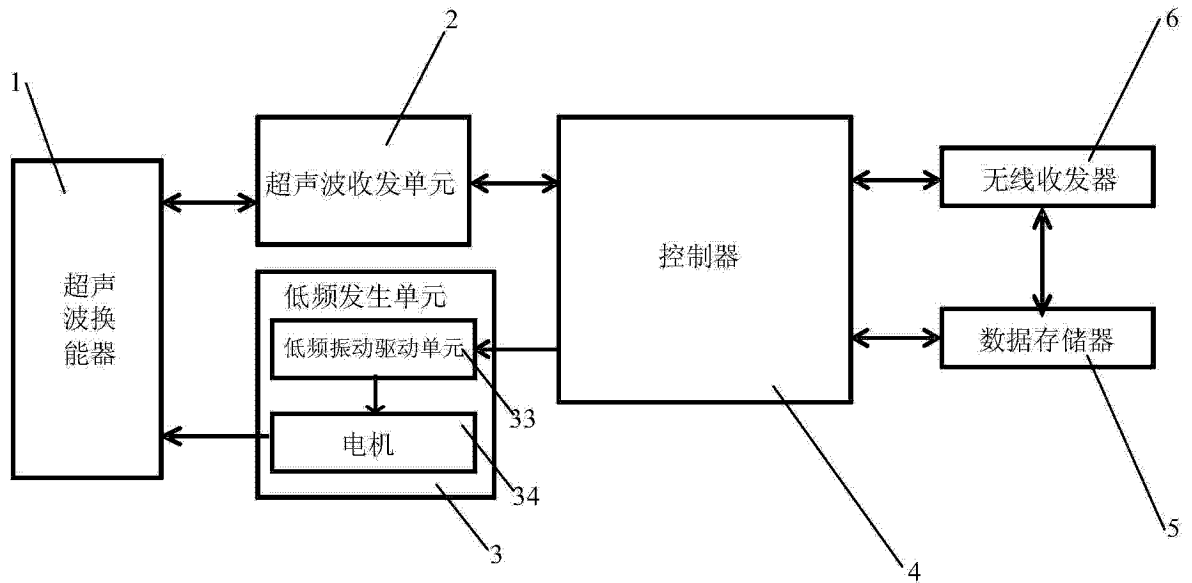 6
2
1
超声波收发单元
无线收发器
控制器
超声
波换
能器
低频发生单元
低频振动驱动单元
数据存储器
33
电机
34
3
4
5